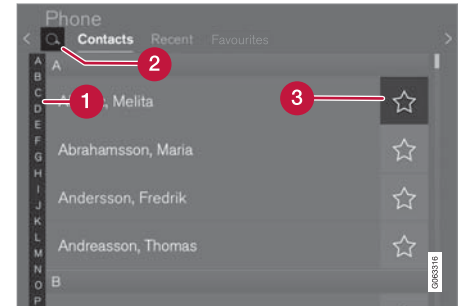 Phone
Contacts Recent Favourites
2
A
A
B
C
D
E
F
G
H
I
J
K
L
M
N
O
P
1
, Melita
3
Abrahamsson, Maria
Andersson, Fredrik
Andreasson, Thomas
B
G063316